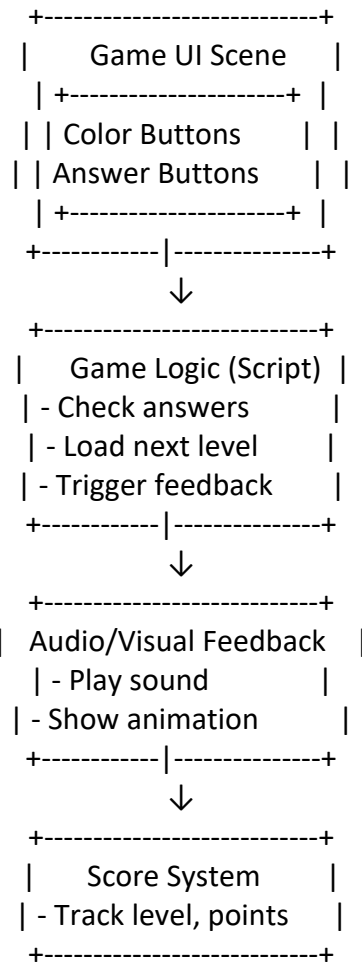 +----------------------------+
| Game UI Scene |
| +----------------------+ |
| | Color Buttons | |
| | Answer Buttons | |
| +----------------------+ |
+------------|---------------+
↓
+----------------------------+
| Game Logic (Script) |
| - Check answers |
| - Load next level |
| - Trigger feedback |
+------------|---------------+
↓
+----------------------------+
| Audio/Visual Feedback |
| - Play sound |
| - Show animation |
+------------|---------------+
↓
+----------------------------+
| Score System |
| - Track level, points |
+----------------------------+